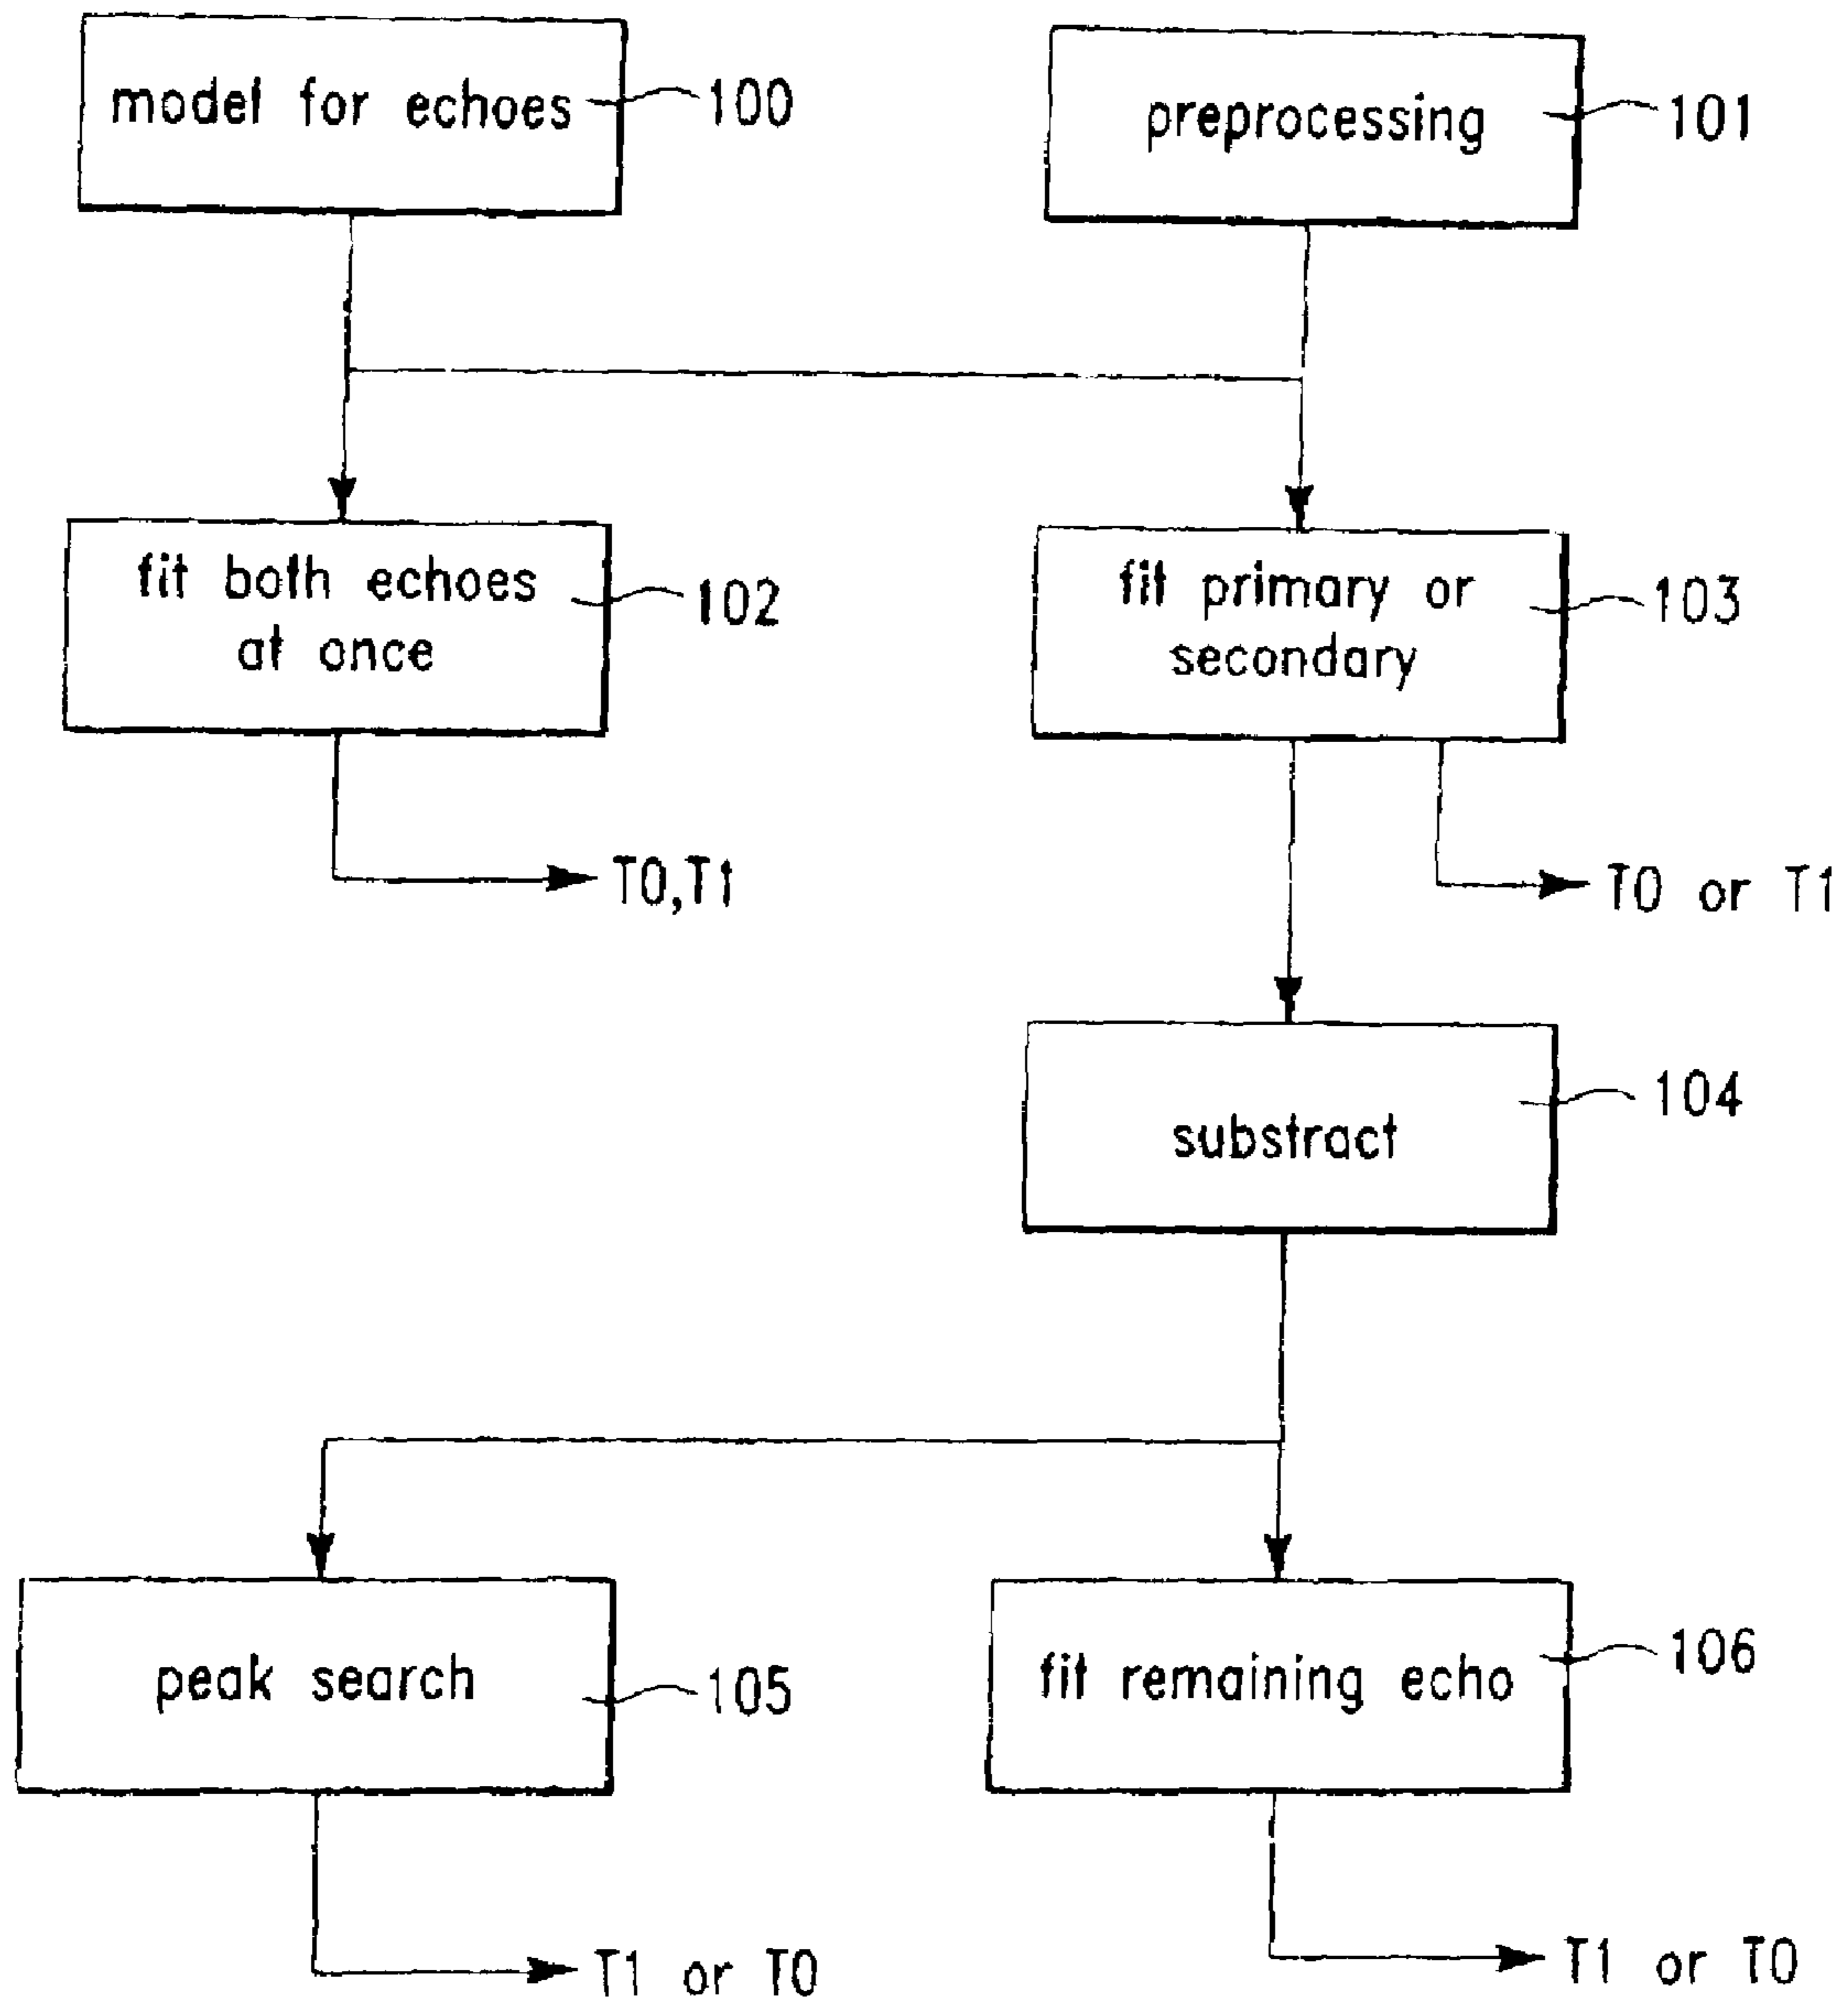 model for echoes
100
preprocessing
101
fit both echoes
at once
102
fit primary or
secondary
103
T0,T1
T0 or T1
substract
104
peak search
105
fit remaining echo
106
T1 or T0
T1 or T0